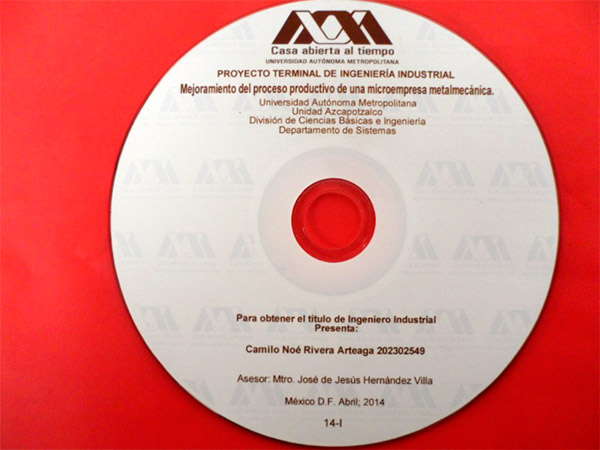 Casa abierta al tiempo
UNIVERSIDAD AUTÓNOMA METROPOLITANA
PROYECTO TERMINAL DE INGENIERÍA INDUSTRIAL
Mejoramiento del proceso productivo de una microempresa metalmecánica.
Universidad Autónoma Metropolitana
Unidad Azcapotzalco
División de Ciencias Básicas e Ingeniería
Departamento de Sistemas
Para obtener el título de Ingeniero Industrial
Presenta:
Camilo Noé Rivera Arteaga 202302549
Asesor: Mtro. José de Jesús Hernández Villa
México D.F. Abril; 2014
14-I